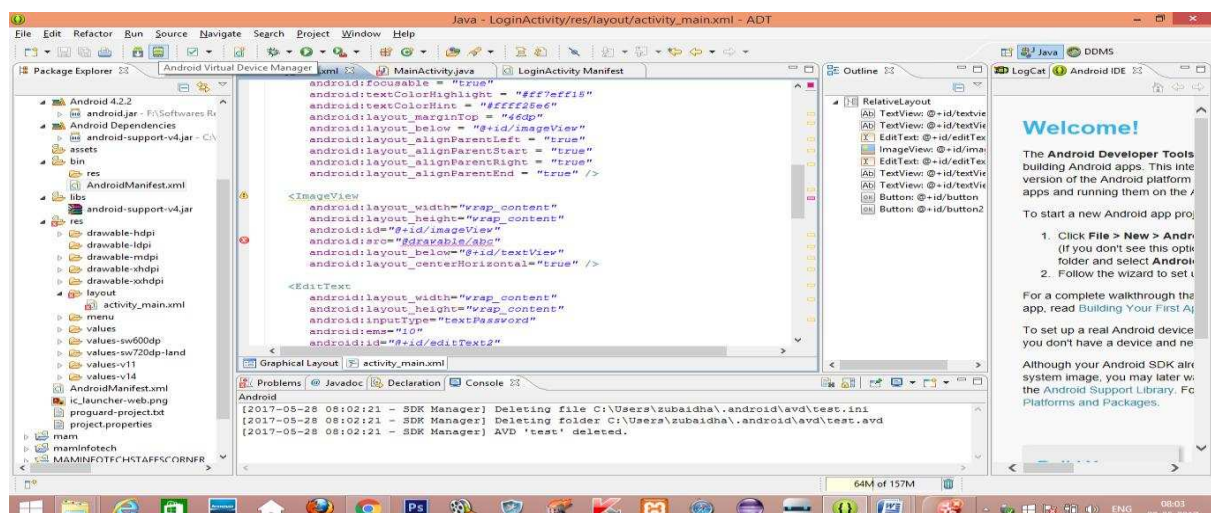 Java - LoginActivity/res/layout/activity_main.xml - ADT
File Edit Refactor Run Source Navigate Search Project Window Help
Java DDMS
Package Explorer
Android Virtual Device Manager
MainActivity.java
LoginActivity Manifest
Outline
LogCat
Android IDE
Android 4.2.2
android.jar - F:\Softwares
Android Dependencies
android-support-v4.jar - C:\
assets
bin
res
AndroidManifest.xml
libs
android-support-v4.jar
res
drawable-hdpi
drawable-ldpi
drawable-mdpi
drawable-xhdpi
drawable-xxhdpi
layout
activity_main.xml
menu
values
values-sw600dp
values-sw720dp-land
values-v11
values-v14
AndroidManifest.xml
ic_launcher-web.png
proguard-project.txt
project.properties
mam
mamInfotech
MAMINFOTECHSTAFFSCORNER
android:focusable = "true"
android:textColorHighlight = "#ff7eff15"
android:textColorHint = "#ffff25e6"
android:layout_marginTop = "46dp"
android:layout_below = "@+id/imageView"
android:layout_alignParentLeft = "true"
android:layout_alignParentStart = "true"
android:layout_alignParentRight = "true"
android:layout_alignParentEnd = "true" />
<ImageView
android:layout_width="wrap_content"
android:layout_height="wrap_content"
android:id="@+id/imageView"
android:src="@drawable/abc"
android:layout_below="@+id/textView"
android:layout_centerHorizontal="true" />
<EditText
android:layout_width="wrap_content"
android:layout_height="wrap_content"
android:inputType="textPassword"
android:ems="10"
android:id="@+id/editText2"
Graphical Layout activity_main.xml
RelativeLayout
TextView: @+id/textvie
TextView: @+id/textVie
EditText: @+id/editTex
ImageView: @+id/ima
EditText: @+id/editTex
TextView: @+id/textVie
TextView: @+id/textVie
Button: @+id/button
Button: @+id/button2
Welcome!
The Android Developer Tools
building Android apps. This inte
version of the Android platform
apps and running them on the
To start a new Android app proj
1. Click File > New > Andro
(If you don't see this optic
folder and select Androi
2. Follow the wizard to set
For a complete walkthrough tha
app, read Building Your First
To set up a real Android device
you don't have a device and ne
Although your Android SDK alre
system image, you may later wa
the Android Support Library. Fo
Platforms and Packages.
Problems Javadoc Declaration Console
Android
[2017-05-28 08:02:21 - SDK Manager] Deleting file C:\Users\zubaidha\.android\avd\test.ini
[2017-05-28 08:02:21 - SDK Manager] Deleting folder C:\Users\zubaidha\.android\avd\test.avd
[2017-05-28 08:02:21 - SDK Manager] AVD 'test' deleted.
64M of 157M
Ps
ENG
08:03